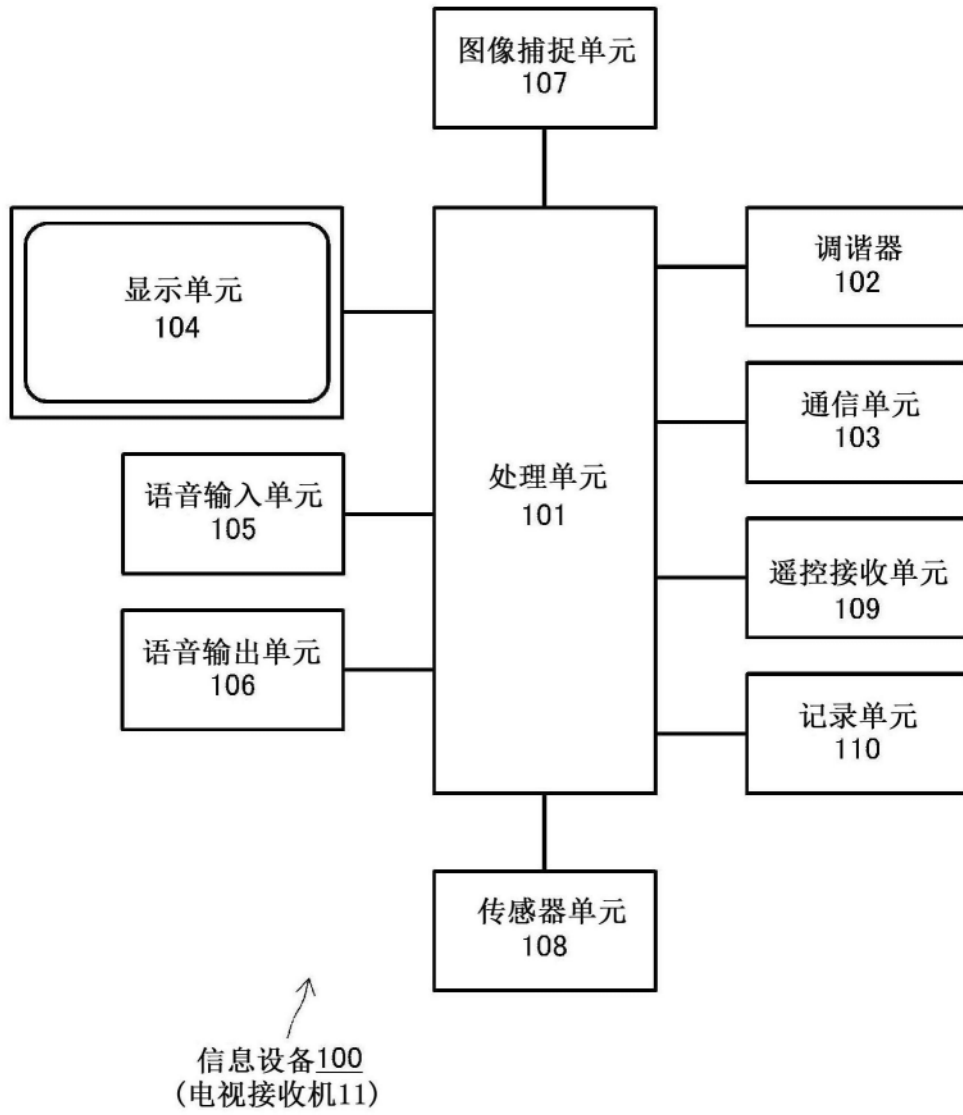 图像捕捉单元
107
显示单元
104
调谐器
102
通信单元
103
处理单元
101
语音输入单元
105
遥控接收单元
109
语音输出单元
106
记录单元
110
传感器单元
108
信息设备100
(电视接收机11)